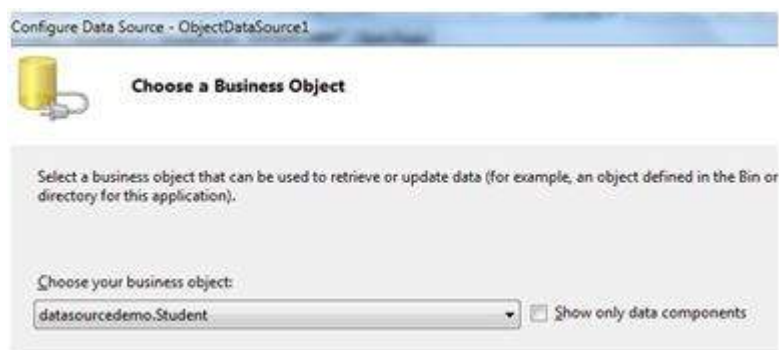 Configure Data Source - ObjectDataSource1
Choose a Business Object
Select a business object that can be used to retrieve or update data (for example, an object defined in the Bin or
directory for this application).
Choose your business object:
datasourcedemo.Student
Show only data components